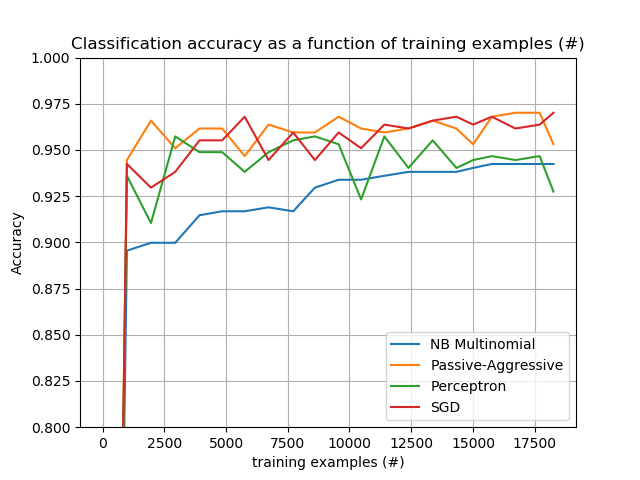 Classification accuracy as a function of training examples (#)
1.000
0.975
0.950
0.925
0.900
0.875
0.850
0.825
0.800
Accuracy
NB Multinomial
Passive-Aggressive
Perceptron
SGD
0 2500 5000 7500 10000 12500 15000 17500
training examples (#)